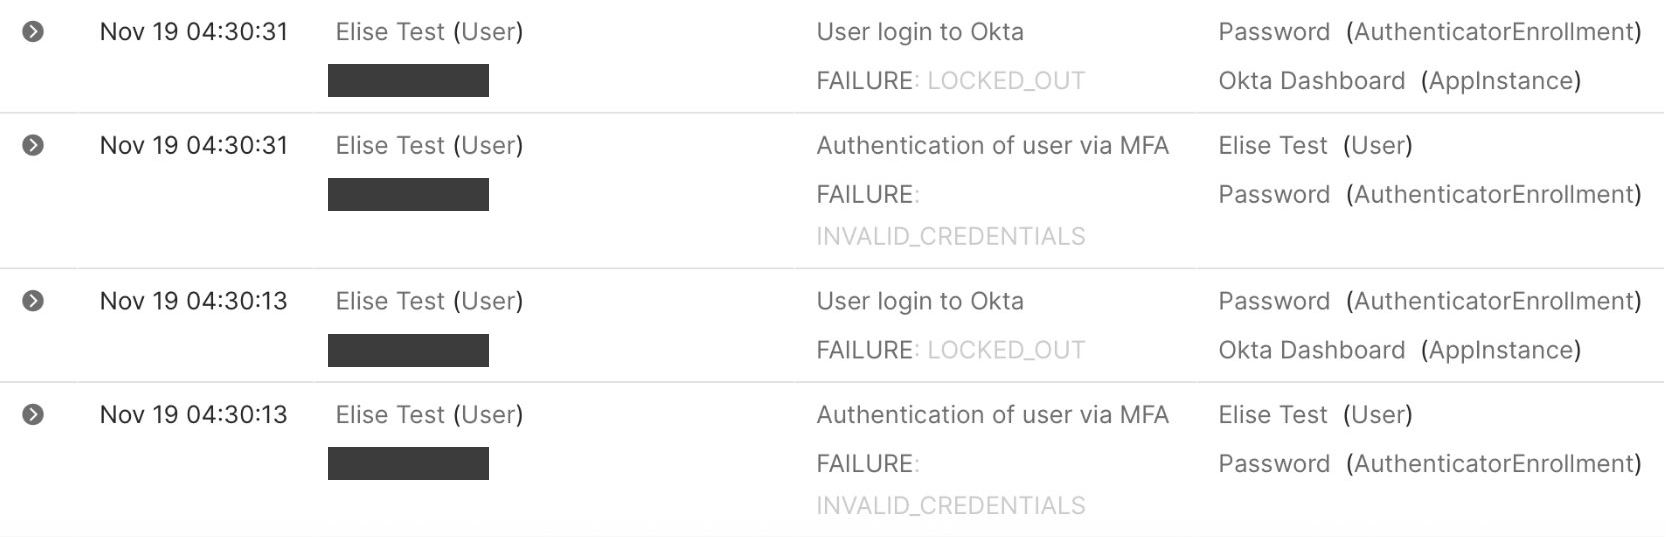 Nov 19 04:30:31 Elise Test (User) User login to Okta Password (AuthenticatorEnrollment)
FAILURE: LOCKED_OUT Okta Dashboard (AppInstance)
Nov 19 04:30:31 Elise Test (User) Authentication of user via MFA Elise Test (User)
FAILURE: Password (AuthenticatorEnrollment)
INVALID_CREDENTIALS
Nov 19 04:30:13 Elise Test (User) User login to Okta Password (AuthenticatorEnrollment)
FAILURE: LOCKED_OUT Okta Dashboard (AppInstance)
Nov 19 04:30:13 Elise Test (User) Authentication of user via MFA Elise Test (User)
FAILURE: Password (AuthenticatorEnrollment)
INVALID_CREDENTIALS